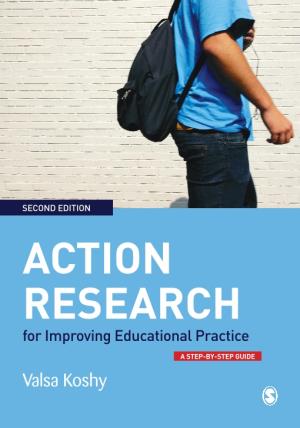 SECOND EDITION
ACTION
RESEARCH
for Improving Educational Practice
A STEP-BY-STEP GUIDE
Valsa Koshy
S